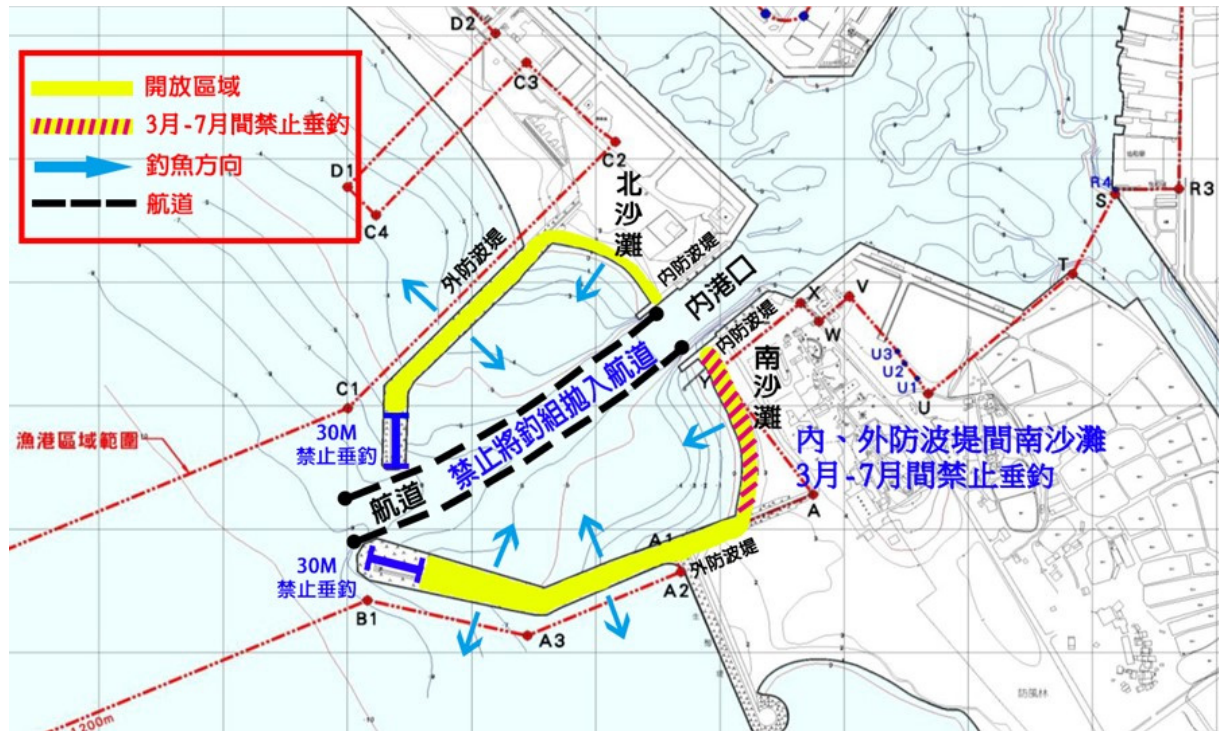 開放區域
3月-7月間禁止垂釣
釣魚方向
航道
D2
C3
C2
D1
C4
北沙灘
外防波堤
內防波堤
內港口
R4
S
R3
T
X
V
W
U3
U2
U1
U
內防波堤
Y
南沙灘
C1
漁港區域範圍
30M
禁止垂釣
禁止將釣組拋入航道
航道
內、外防波堤間南沙灘
3月-7月間禁止垂釣
A
A1
外防波堤
A2
30M
禁止垂釣
B1
A3
防風林
1200m